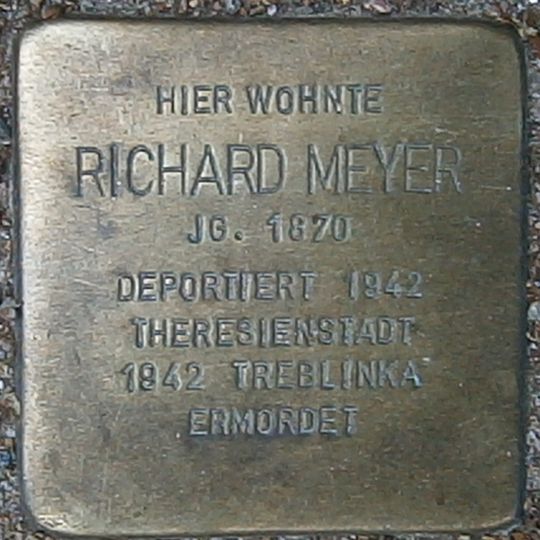 HIER WOHNTE
RICHARD MEYER
JG. 1870
DEPORTIERT 1942
THERESIENSTADT
1942 TREBLINKA
ERMORDET